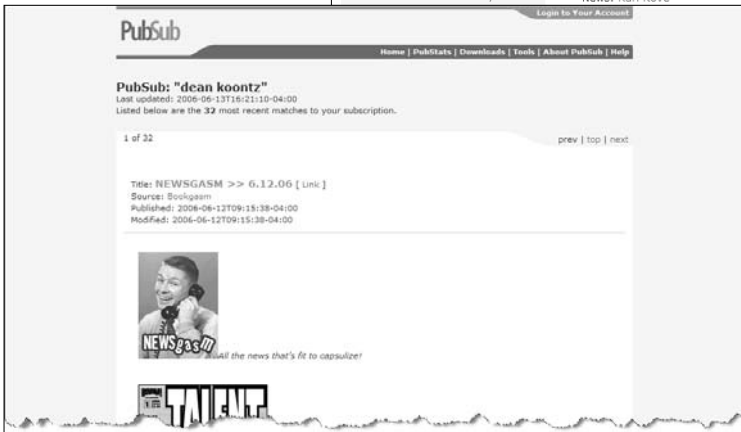 Login to Your Account
PubSub
Home | PubStats | Downloads | Tools | About PubSub | Help
PubSub: "dean koontz"
Last updated: 2006-06-13T16:21:10-04:00
Listed below are the 32 most recent matches to your subscription.
1 of 32
prev | top | next
Title: NEWSGASM >> 6.12.06 [ Link ]
Source: Bookgasm
Published: 2006-06-12T09:15:38-04:00
Modified: 2006-06-12T09:15:38-04:00
NEWSgasm
All the news that's fit to capsulize!
TALENT